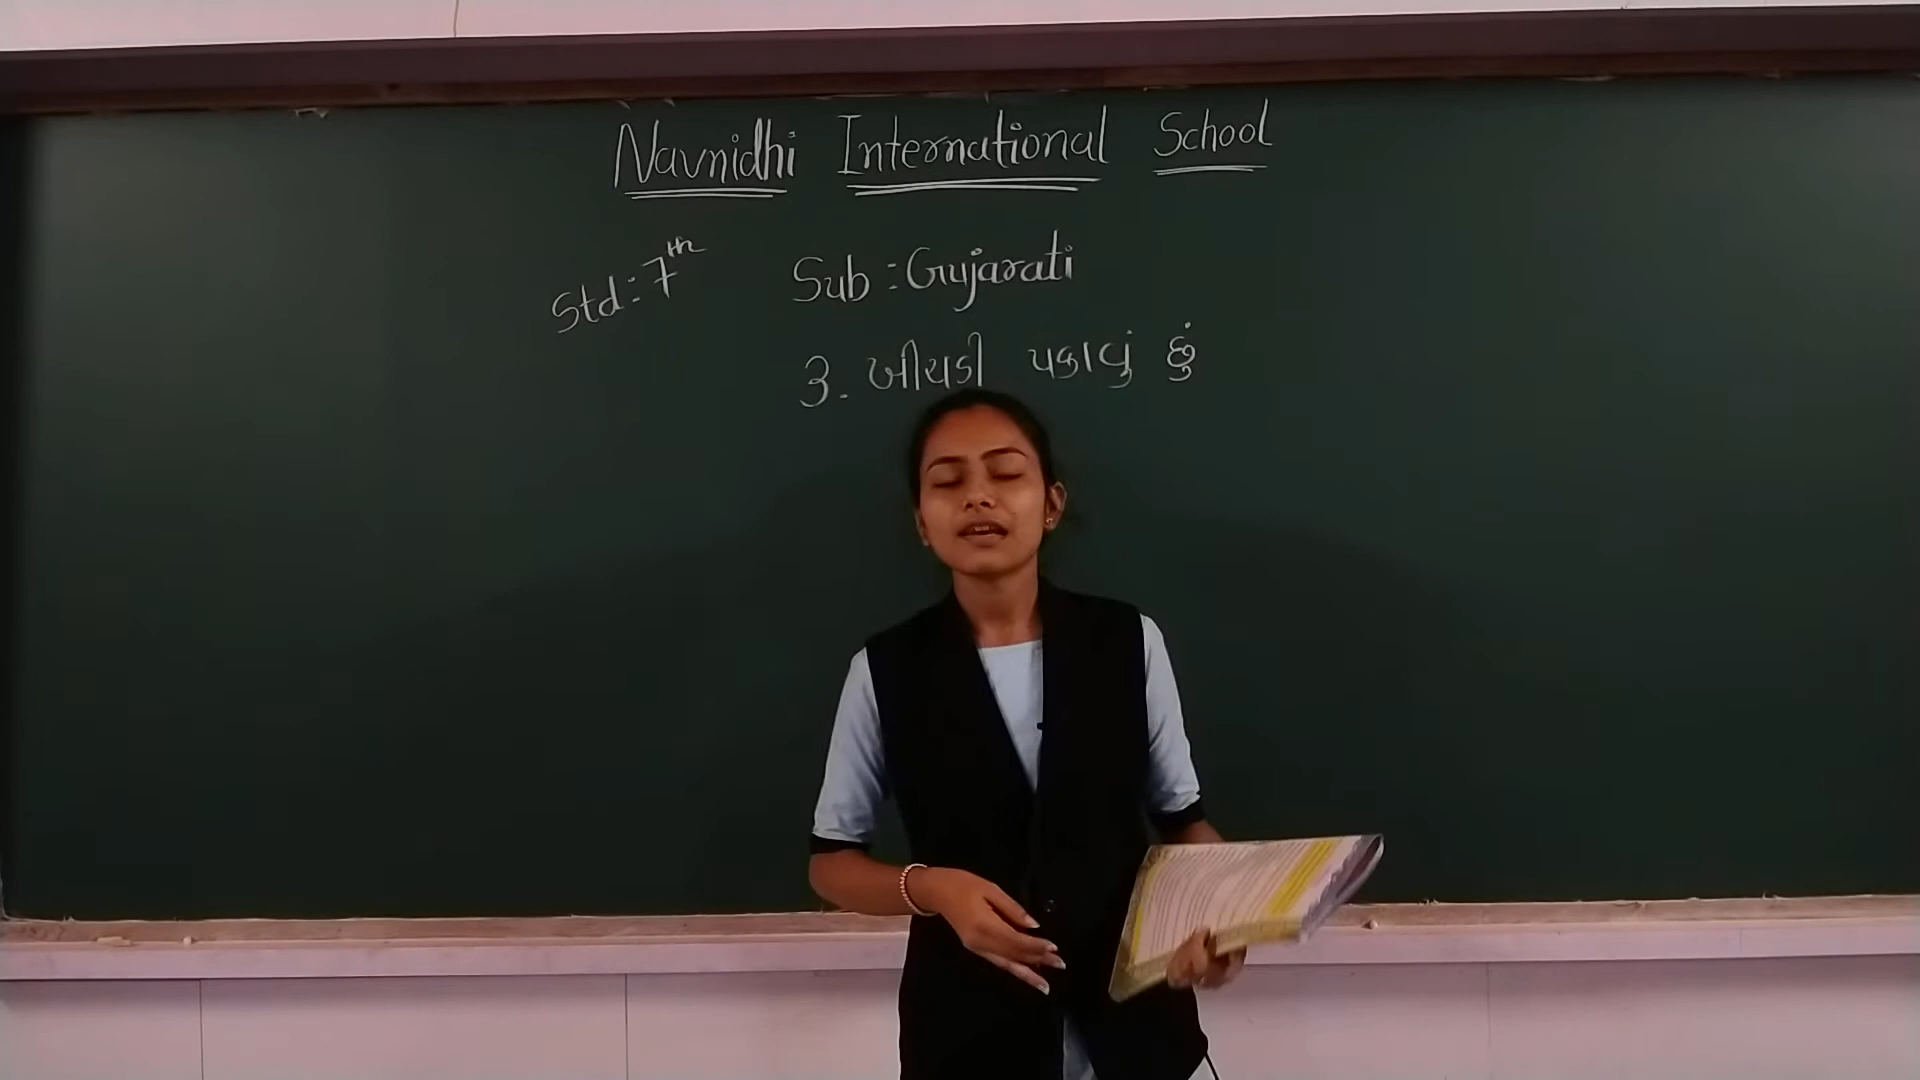 Navnidhi International School
Std: 7th Sub: Gujarati
3. ખીચડી પકાવું છું